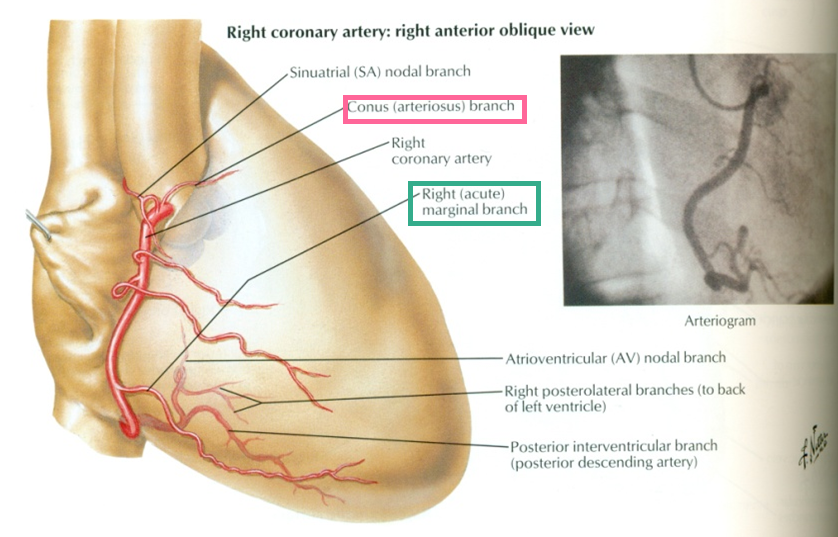 Right coronary artery: right anterior oblique view
Sinuatrial (SA) nodal branch
Conus (arteriosus) branch
Right
coronary artery
Right (acute)
marginal branch
Arteriogram
Atrioventricular (AV) nodal branch
Right posterolateral branches (to back
of left ventricle)
Posterior interventricular branch
(posterior descending artery)